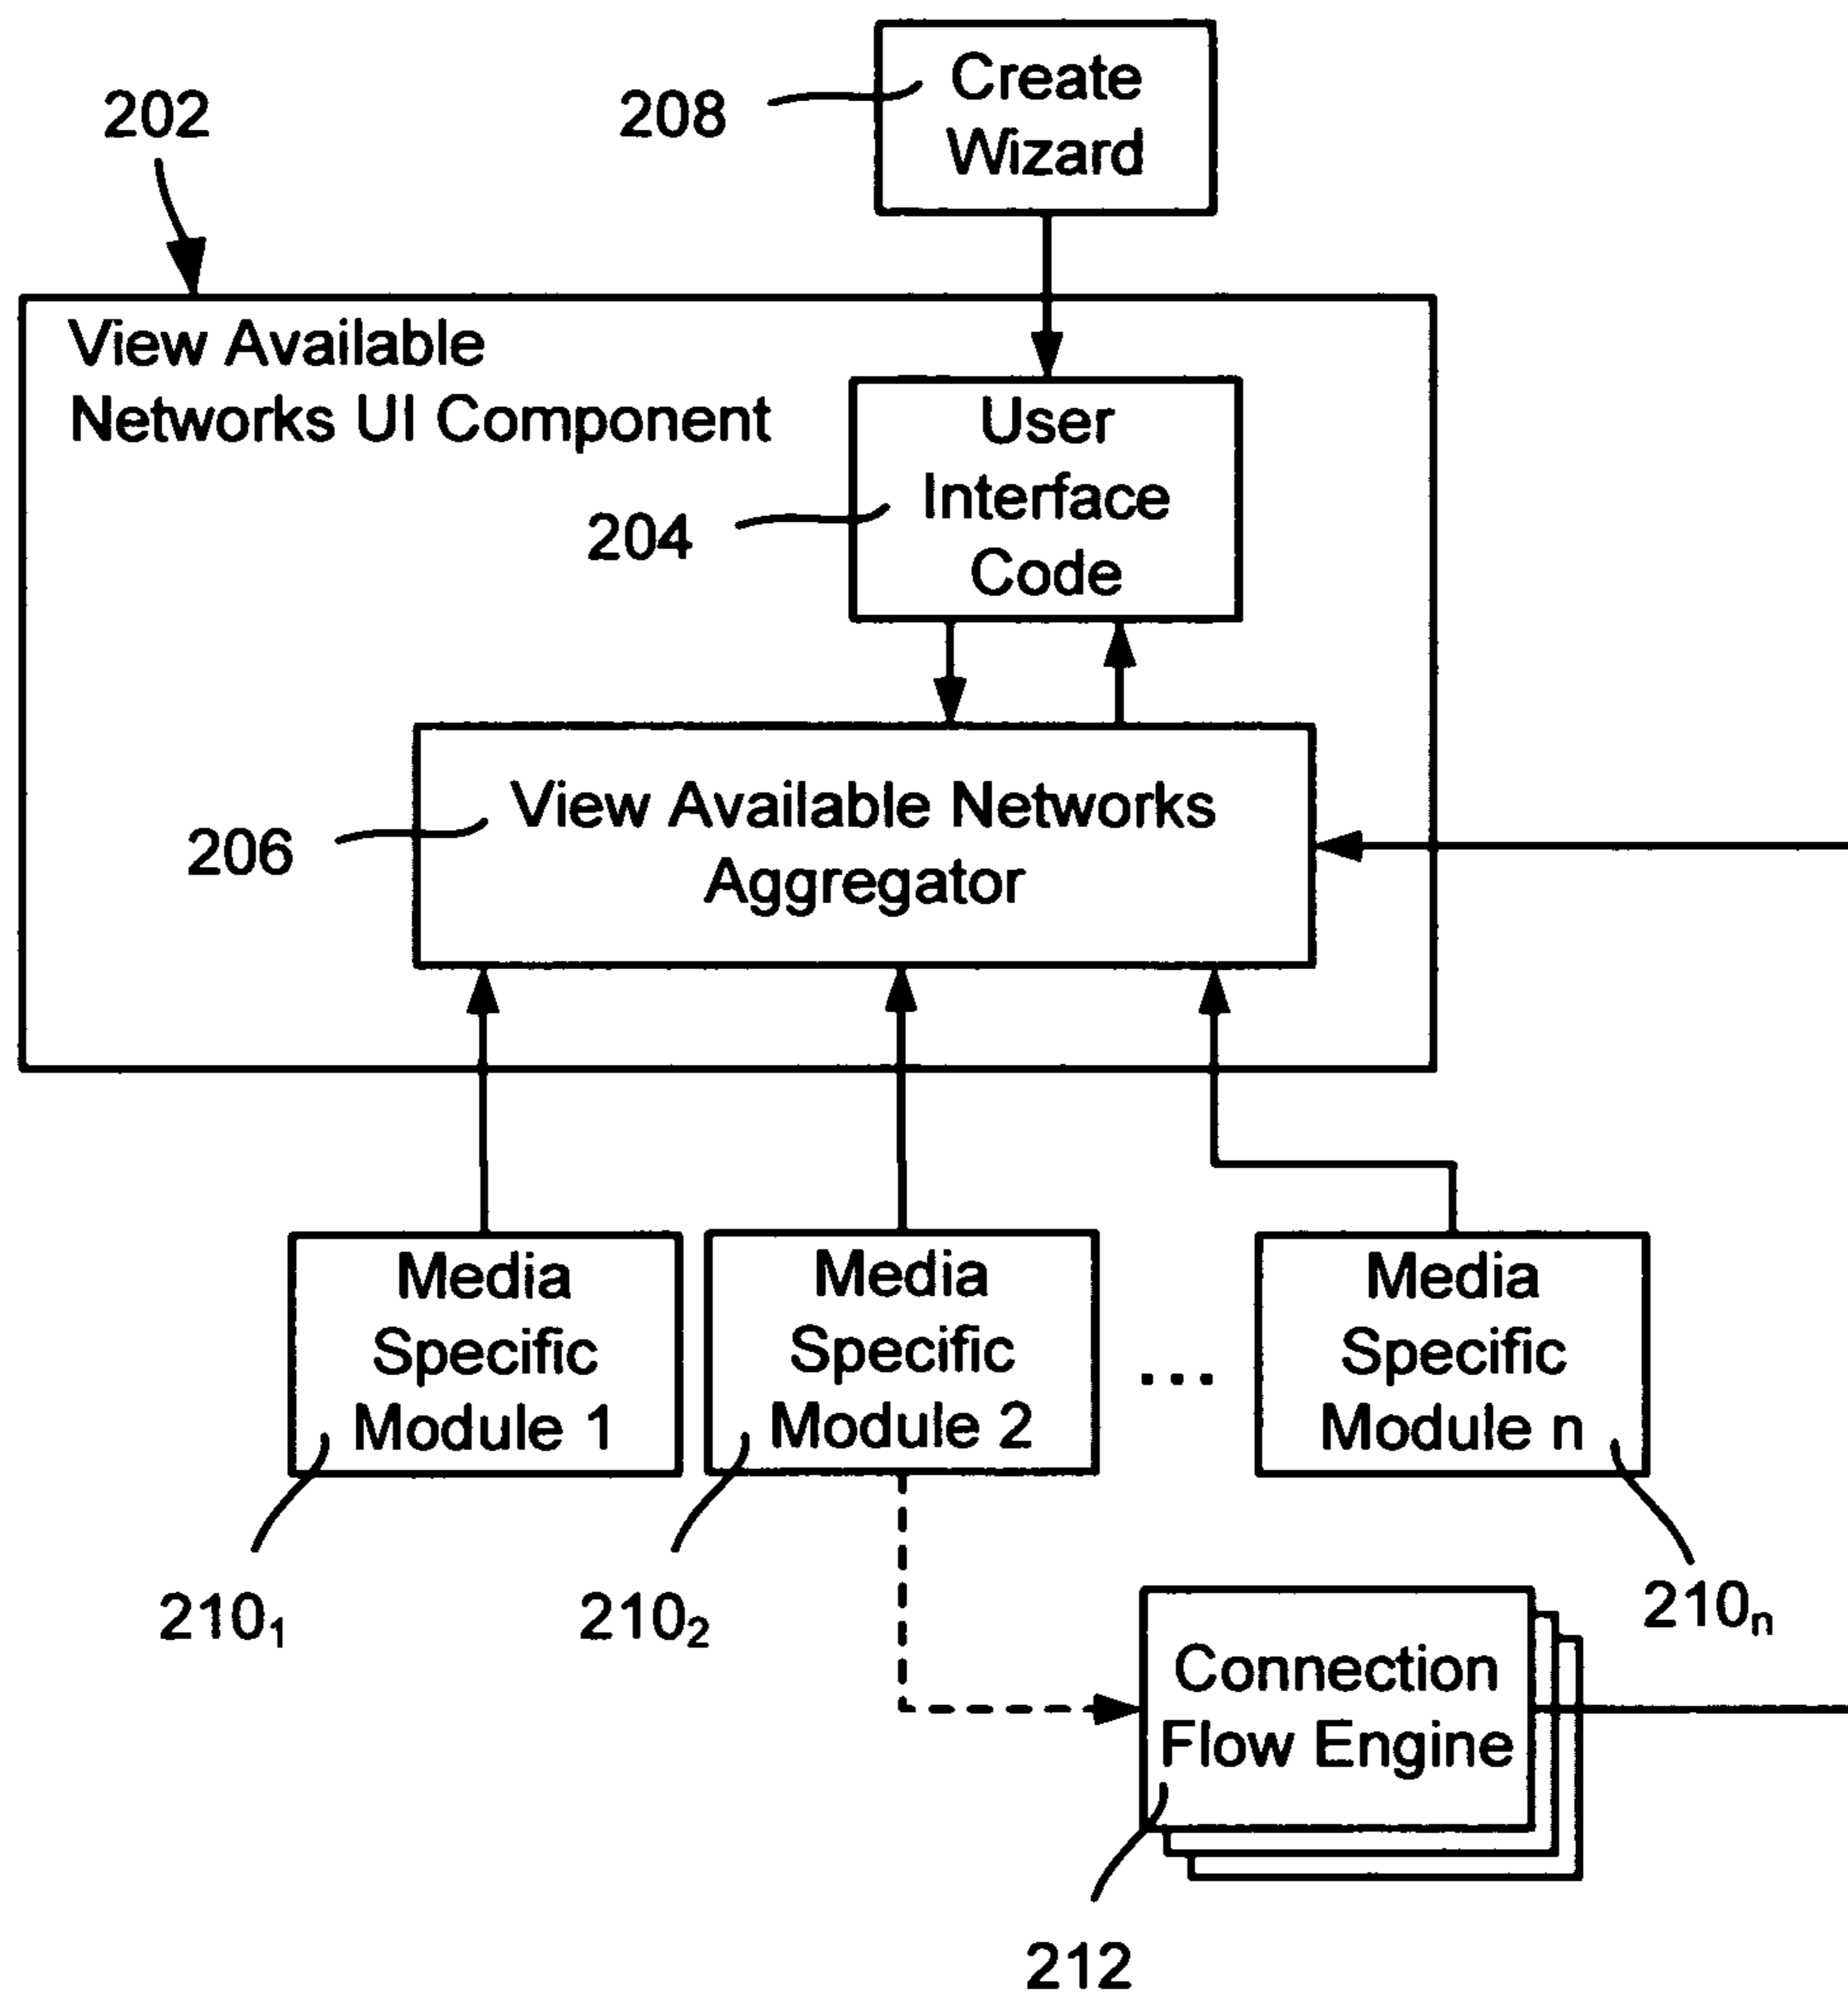 Create
Wizard
208
202
View Available
Networks UI Component
User
Interface
Code
204
View Available Networks
Aggregator
206
Media
Specific
Module 1
Media
Specific
Module 2
...
Media
Specific
Module n
210₁
210₂
210ₙ
Connection
Flow Engine
212